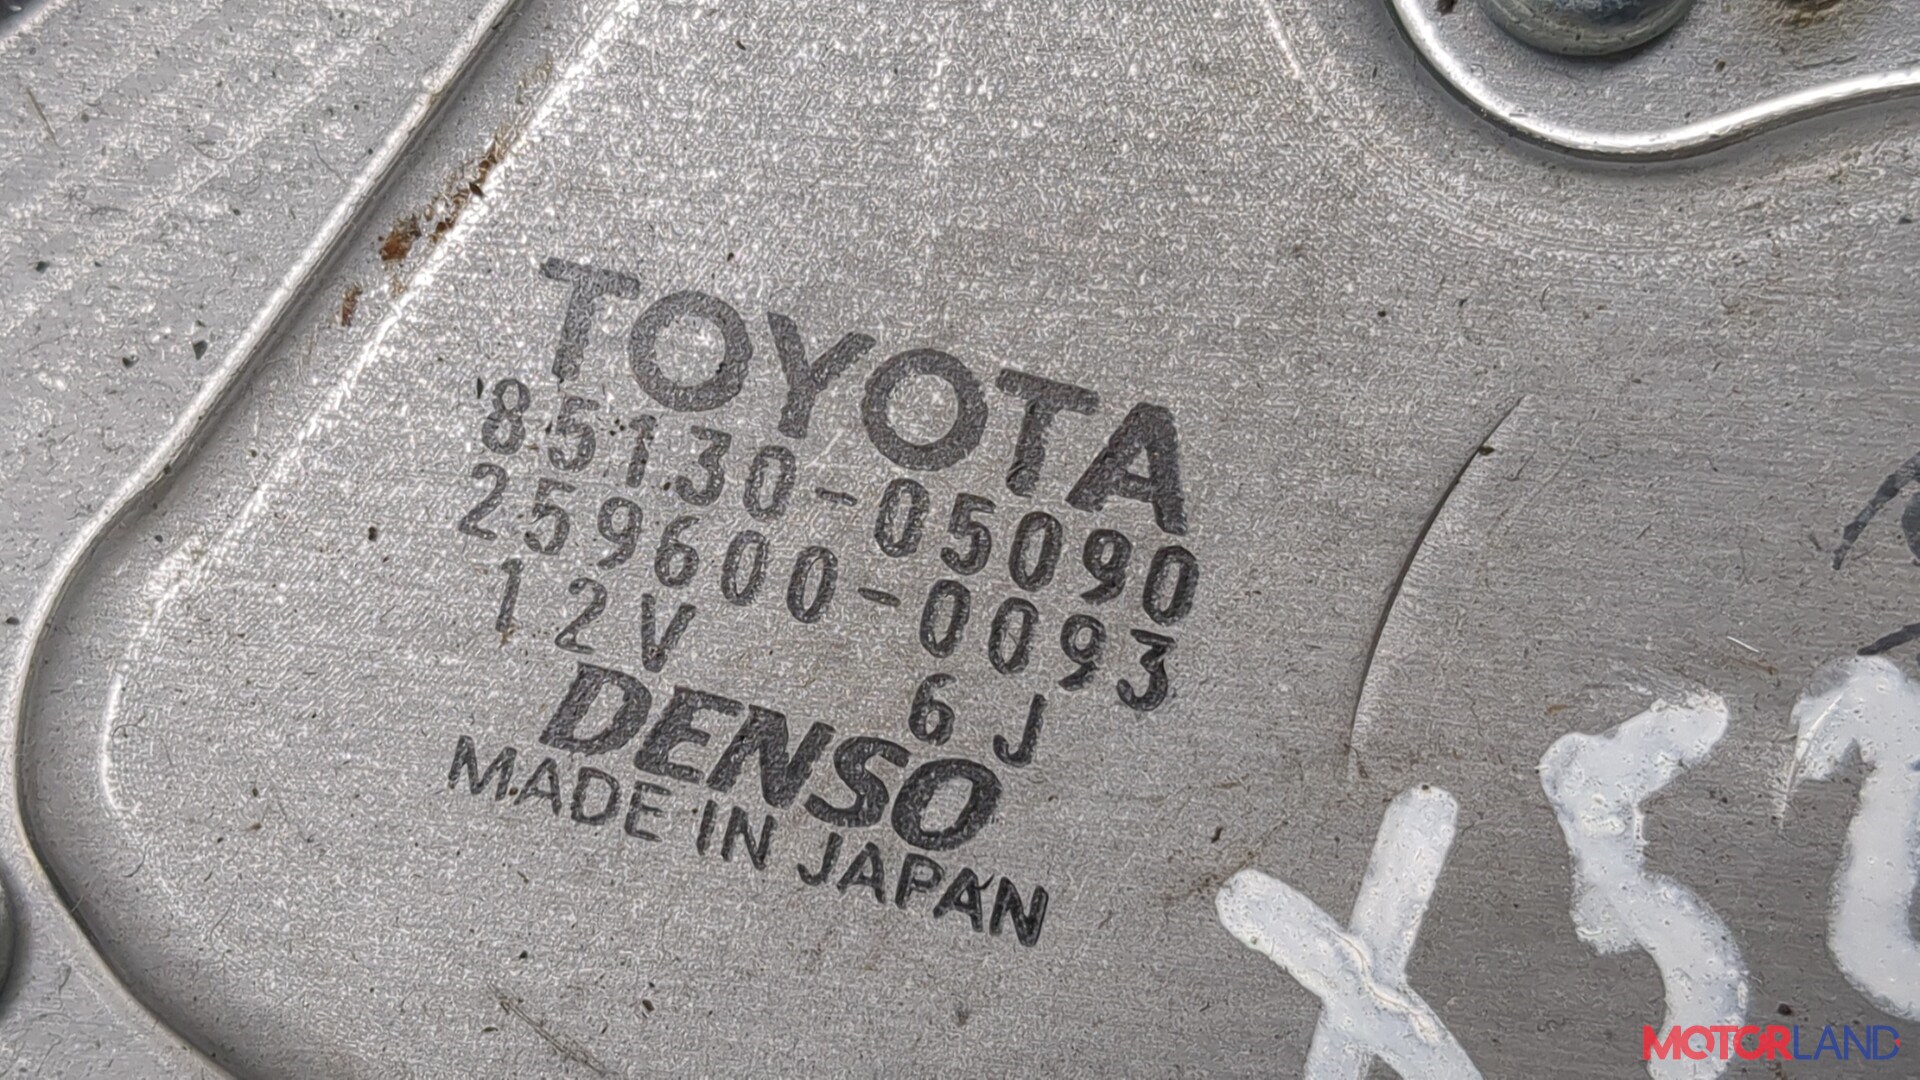 TOYOTA
85130-05090
259600-0093
12V 6J
DENSO
MADE IN JAPAN
MOTORLAND